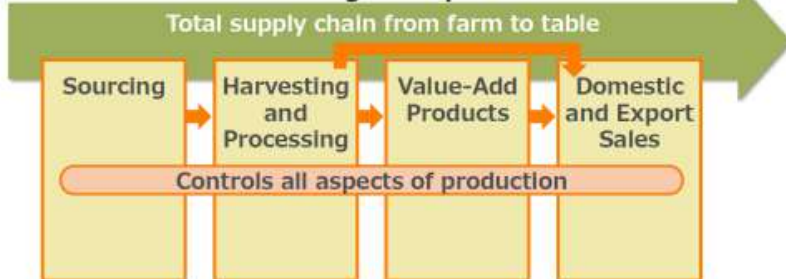 Total supply chain from farm to table
Sourcing
Harvesting
and
Processing
Value-Add
Products
Domestic
and Export
Sales
Controls all aspects of production